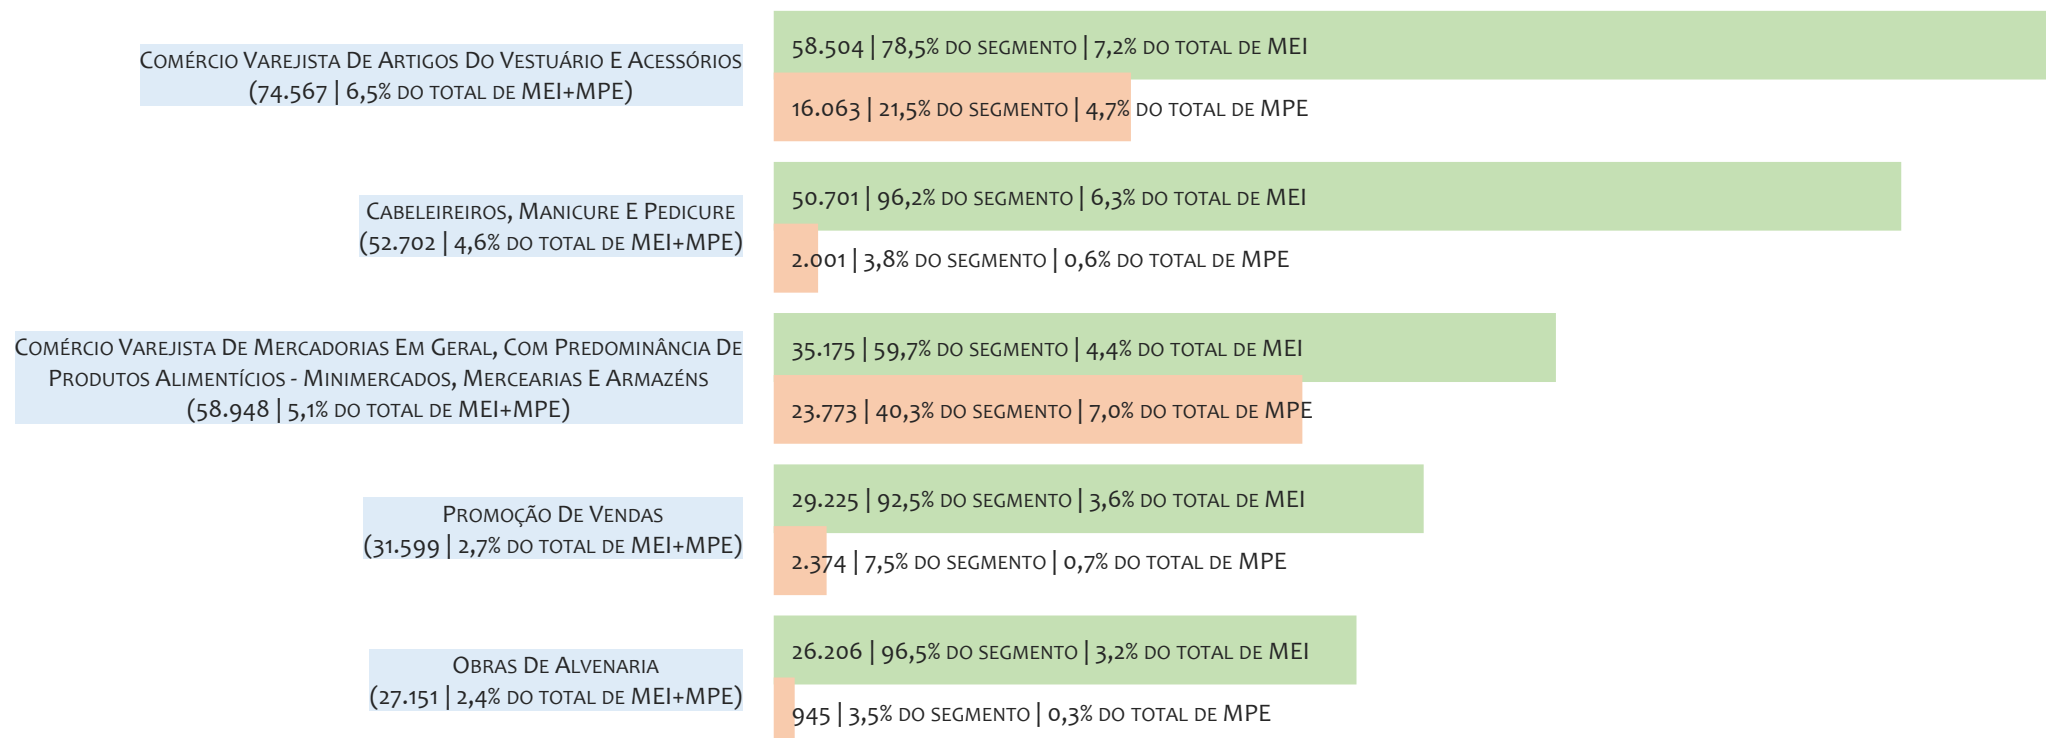 Comércio Varejista De Artigos Do Vestuário E Acessórios
(74.567 | 6,5% do total de MEI+MPE)
58.504 | 78,5% do segmento | 7,2% do total de MEI
16.063 | 21,5% do segmento | 4,7% do total de MPE
Cabeleireiros, Manicure E Pedicure
(52.702 | 4,6% do total de MEI+MPE)
50.701 | 96,2% do segmento | 6,3% do total de MEI
2.001 | 3,8% do segmento | 0,6% do total de MPE
Comércio Varejista De Mercadorias Em Geral, Com Predominância De
Produtos Alimentícios - Minimercados, Mercearias E Armazéns
(58.948 | 5,1% do total de MEI+MPE)
35.175 | 59,7% do segmento | 4,4% do total de MEI
23.773 | 40,3% do segmento | 7,0% do total de MPE
Promoção De Vendas
(31.599 | 2,7% do total de MEI+MPE)
29.225 | 92,5% do segmento | 3,6% do total de MEI
2.374 | 7,5% do segmento | 0,7% do total de MPE
Obras De Alvenaria
(27.151 | 2,4% do total de MEI+MPE)
26.206 | 96,5% do segmento | 3,2% do total de MEI
945 | 3,5% do segmento | 0,3% do total de MPE